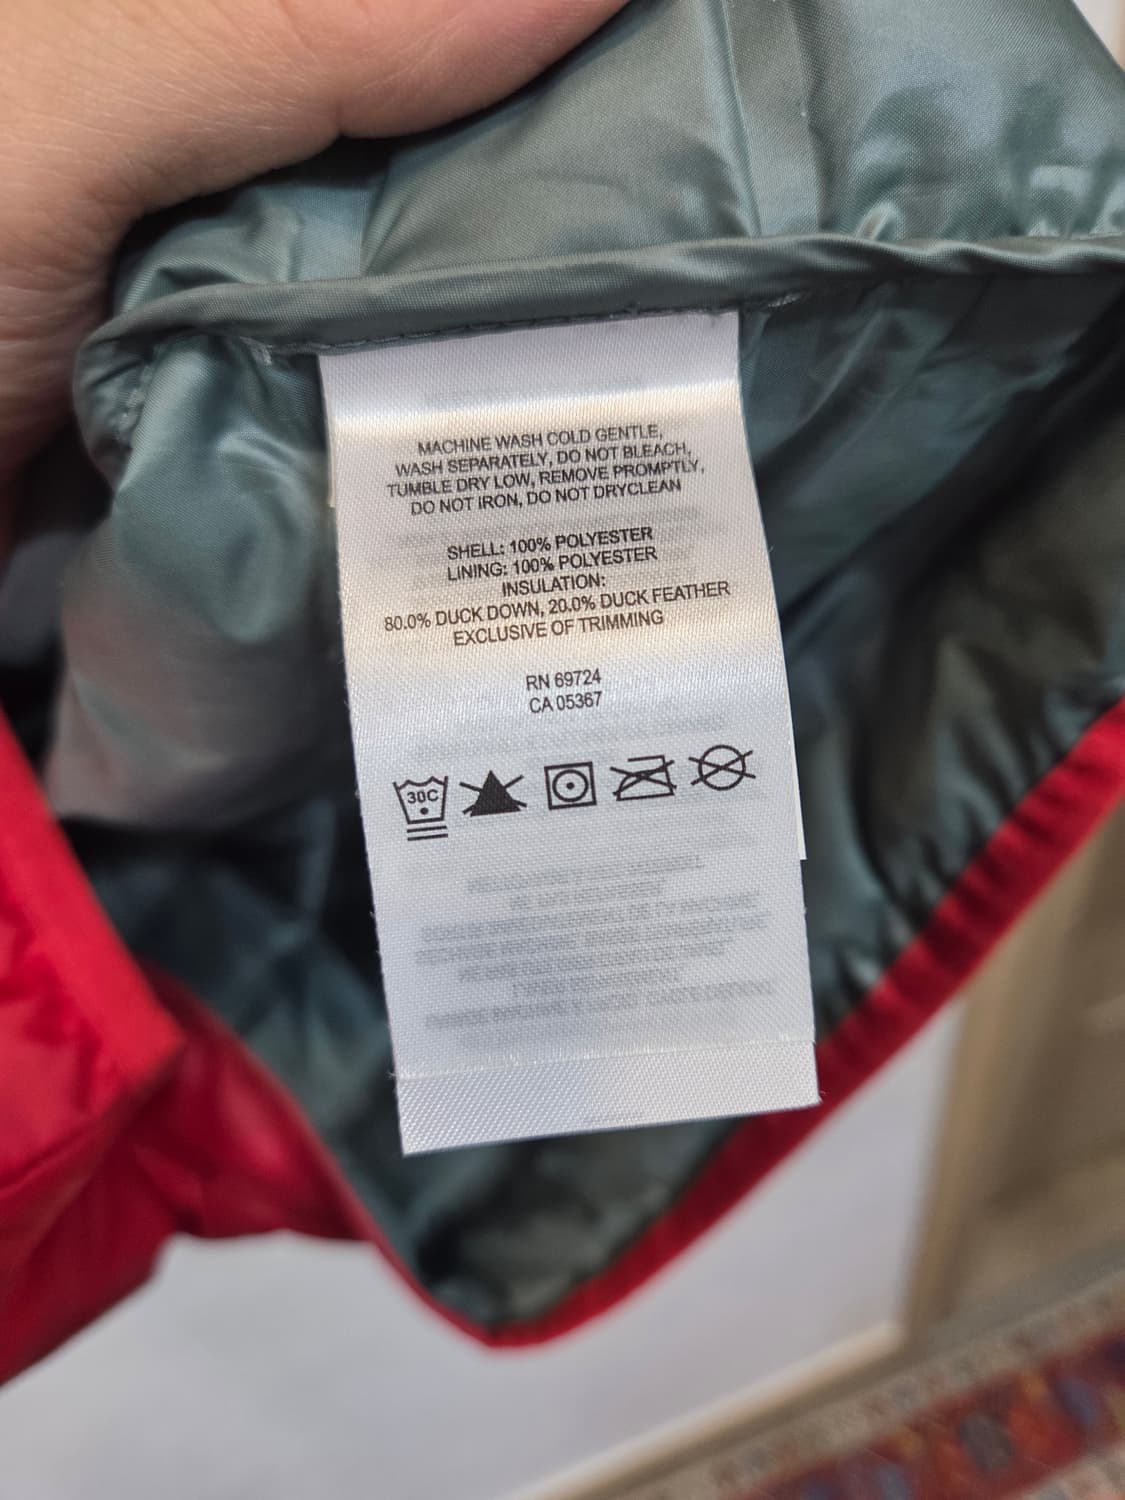 MACHINE WASH COLD GENTLE,
WASH SEPARATELY, DO NOT BLEACH,
TUMBLE DRY LOW, REMOVE PROMPTLY,
DO NOT IRON, DO NOT DRYCLEAN
SHELL: 100% POLYESTER
LINING: 100% POLYESTER
INSULATION:
80.0% DUCK DOWN, 20.0% DUCK FEATHER
EXCLUSIVE OF TRIMMING
RN 69724
CA 05367
30C